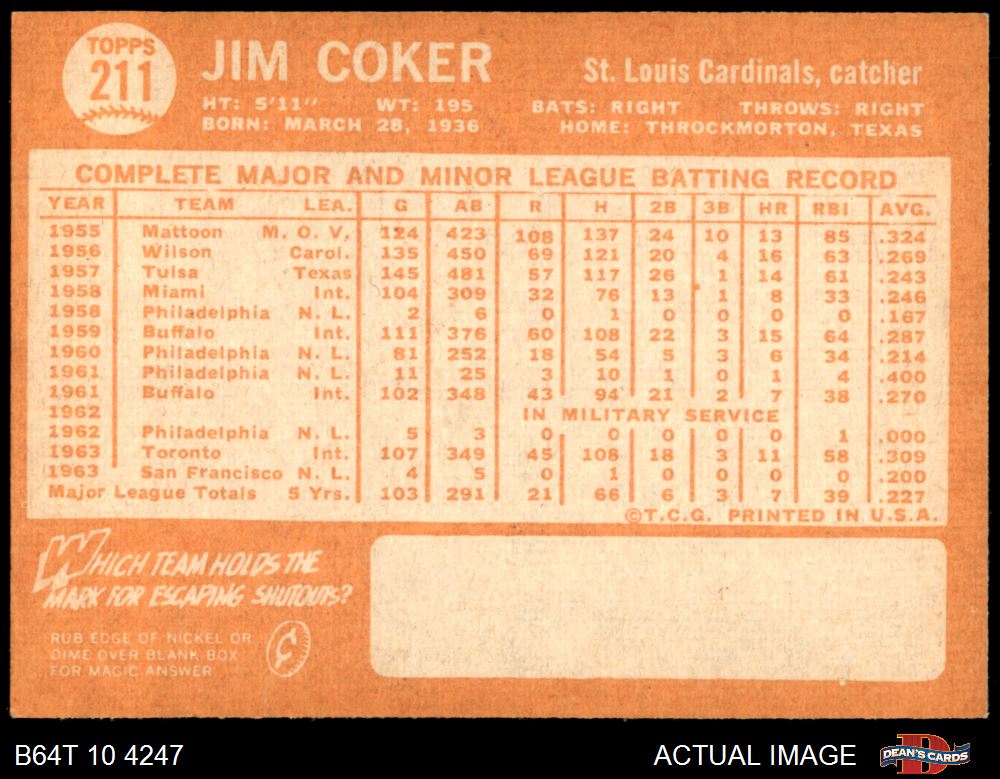 TOPPS
211
JIM COKER
St. Louis Cardinals, catcher
HT: 5'11" WT: 195 BATS: RIGHT THROWS: RIGHT
BORN: MARCH 28, 1936 HOME: THROCKMORTON, TEXAS
COMPLETE MAJOR AND MINOR LEAGUE BATTING RECORD
YEAR TEAM LEA. G AB R H 2B 3B HR RBI AVG.
1955 Mattoon M. O. V. 124 423 108 137 24 10 13 85 .324
1956 Wilson Carol. 135 450 69 121 20 4 16 63 .269
1957 Tulsa Texas 145 481 57 117 26 1 14 61 .243
1958 Miami Int. 104 309 32 76 13 1 8 33 .246
1958 Philadelphia N. L. 2 6 0 1 0 0 0 0 .167
1959 Buffalo Int. 111 376 60 108 22 3 15 64 .287
1960 Philadelphia N. L. 81 252 18 54 5 3 6 34 .214
1961 Philadelphia N. L. 11 25 3 10 1 0 1 4 .400
1961 Buffalo Int. 102 348 43 94 21 2 7 38 .270
1962 IN MILITARY SERVICE
1962 Philadelphia N. L. 5 3 0 0 0 0 0 1 .000
1963 Toronto Int. 107 349 45 108 18 3 11 58 .309
1963 San Francisco N. L. 4 5 0 1 0 0 0 0 .200
Major League Totals 5 Yrs. 103 291 21 66 6 3 7 39 .227
©T.C.G. PRINTED IN U.S.A.
WHICH TEAM HOLDS THE
MARK FOR ESCAPING SHUTOUTS?
RUB EDGE OF NICKEL OR
DIME OVER BLANK BOX
FOR MAGIC ANSWER
¢
B64T 10 4247 ACTUAL IMAGE
D
DEAN'S CARDS